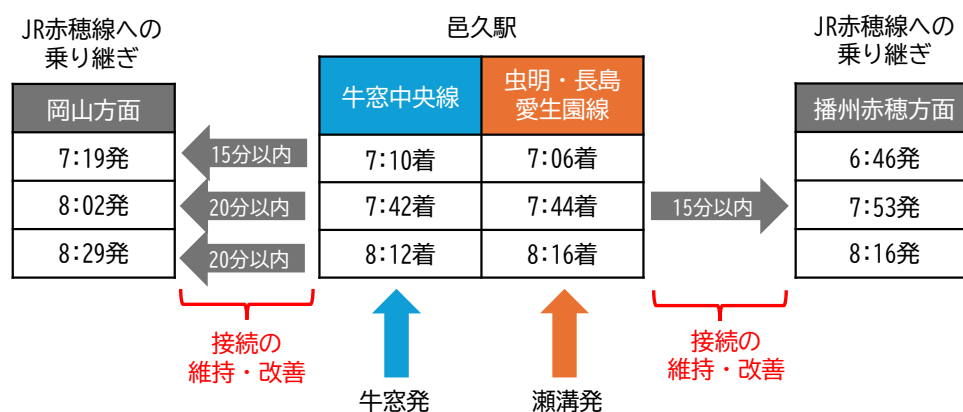 JR赤穂線への
乗り継ぎ
邑久駅
JR赤穂線への
乗り継ぎ
岡山方面
牛窓中央線
虫明・長島
愛生園線
播州赤穂方面
7:19発
15分以内
7:10着
7:06着
6:46発
8:02発
20分以内
7:42着
7:44着
15分以内
7:53発
8:29発
20分以内
8:12着
8:16着
8:16発
接続の
維持・改善
接続の
維持・改善
牛窓発
瀬溝発